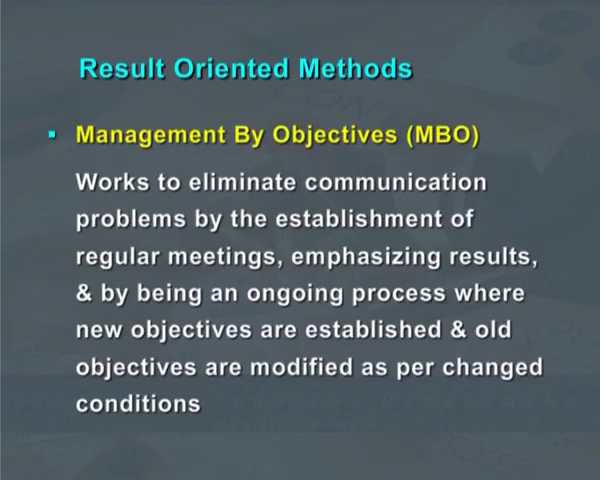 Result Oriented Methods
▪ Management By Objectives (MBO)
Works to eliminate communication
problems by the establishment of
regular meetings, emphasizing results,
& by being an ongoing process where
new objectives are established & old
objectives are modified as per changed
conditions